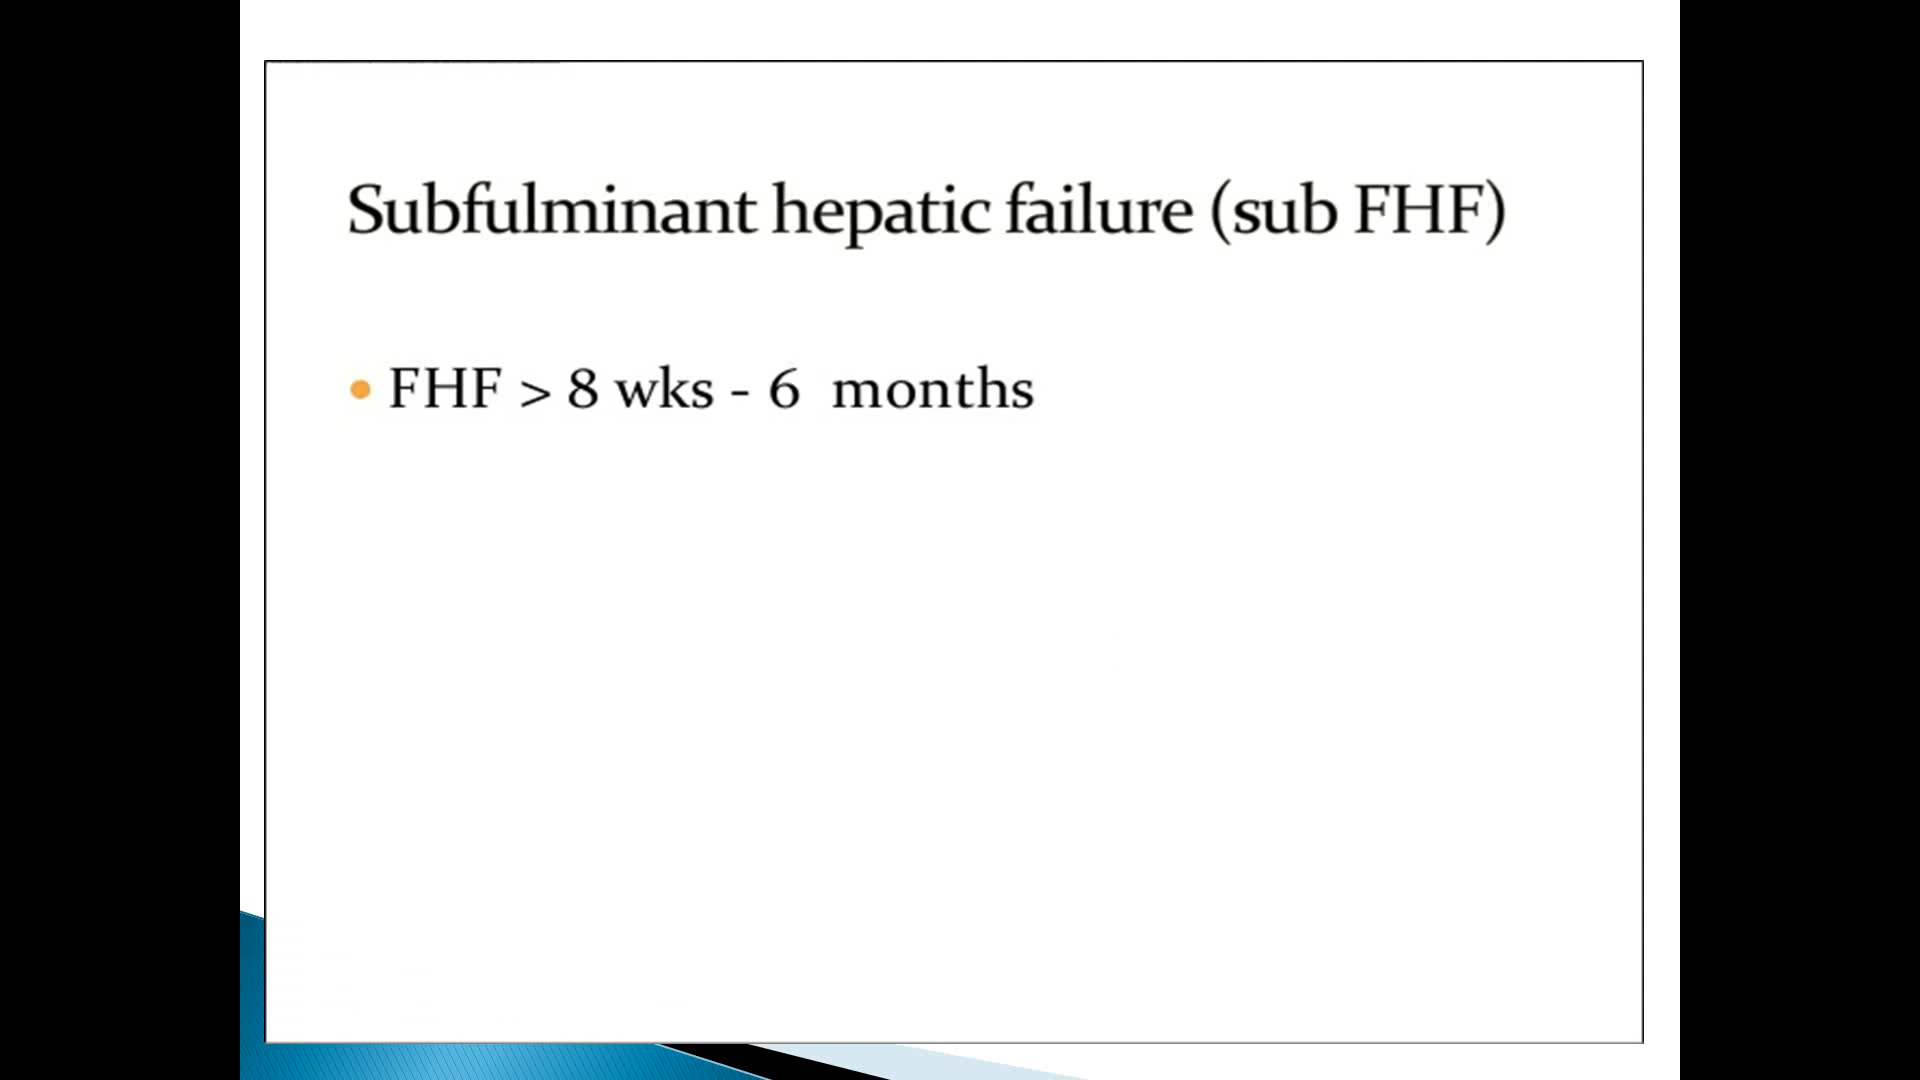 Subfulminant hepatic failure (sub FHF)
• FHF > 8 wks - 6 months